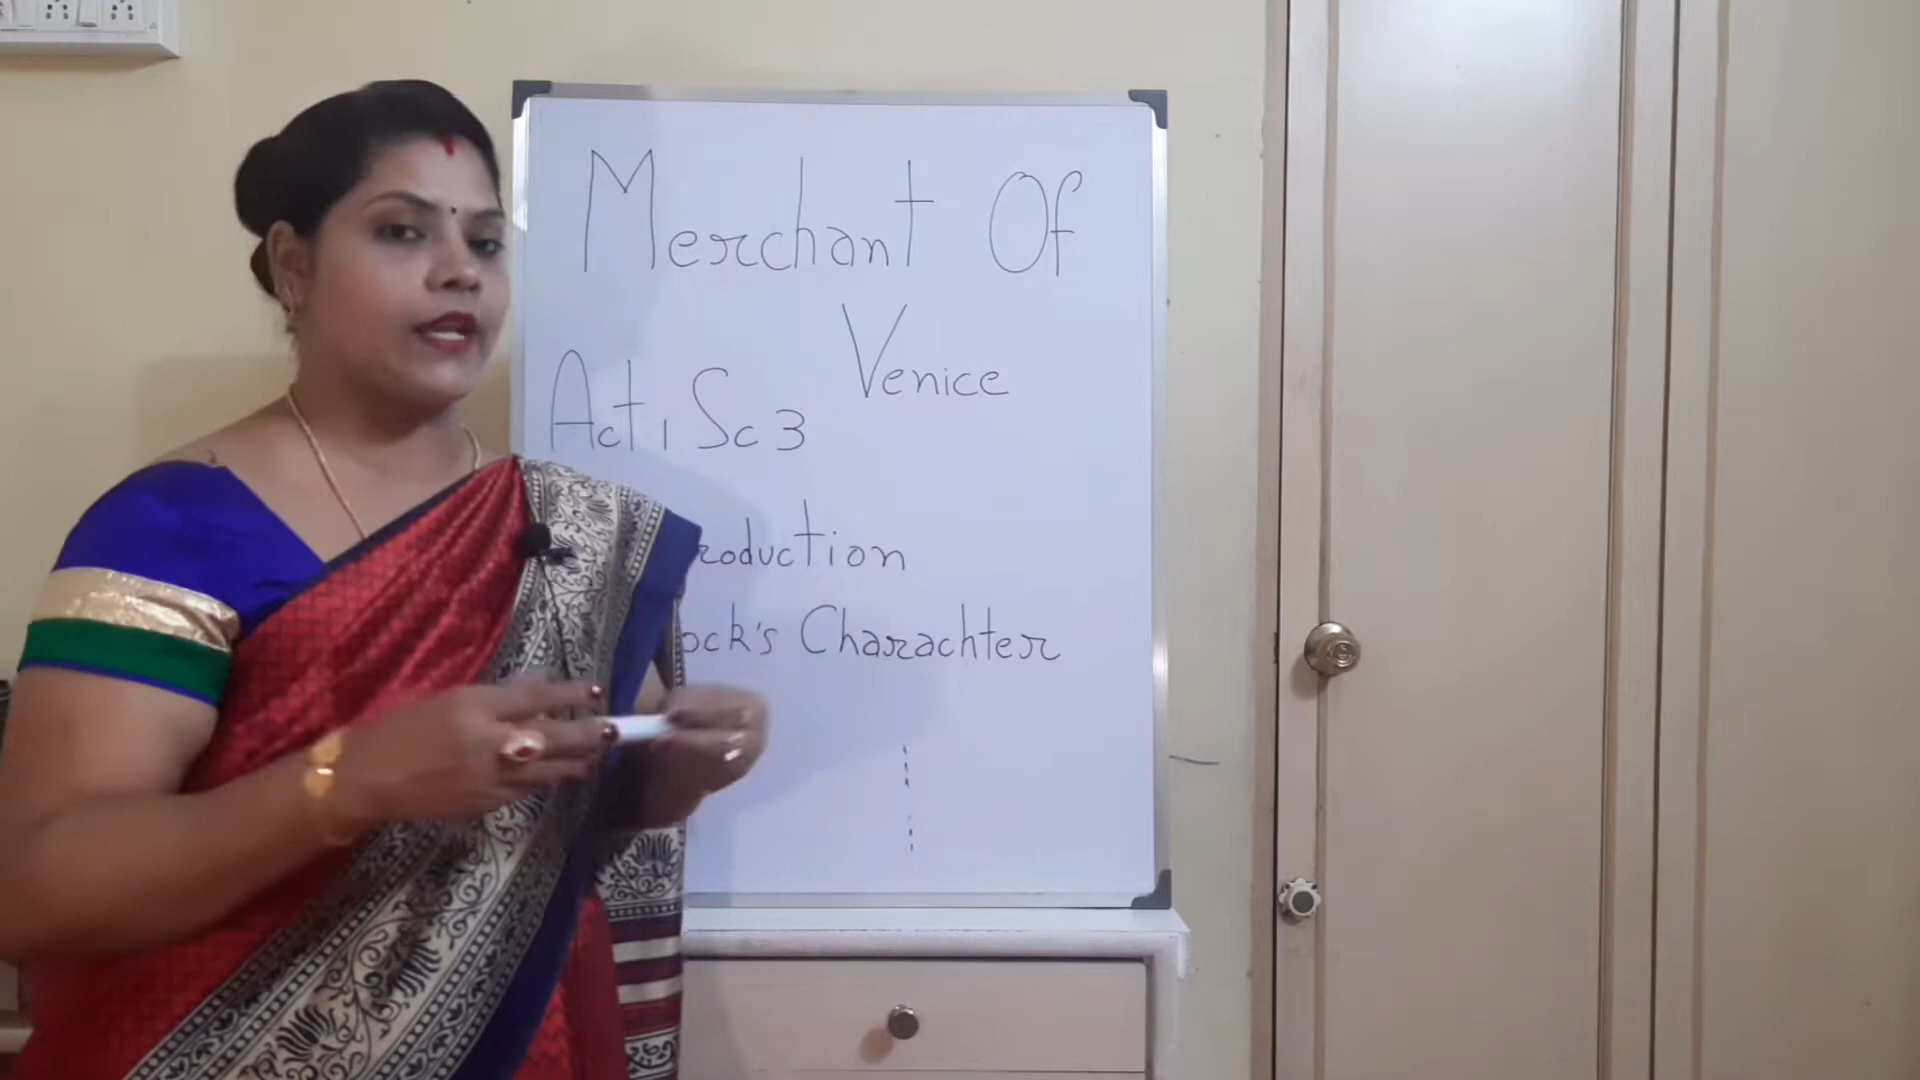 Merchant Of
Venice
Act 1 Sc 3
roduction
ock's Charachter